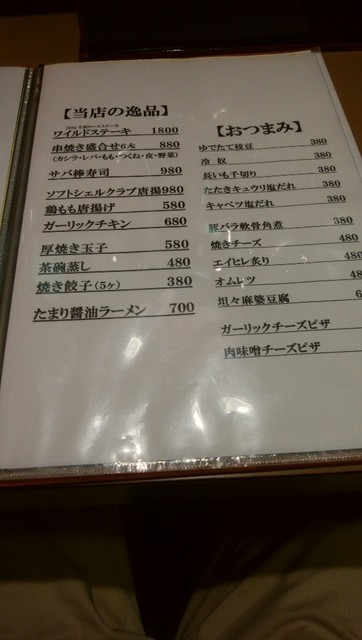 【当店の逸品】
ワイルドステーキ 1800
串焼き盛合せ6本 880
(カシラ・レバ・もも・つくね・皮・野菜)
サバ棒寿司 980
ソフトシェルクラブ唐揚980
鶏もも唐揚げ 580
ガーリックチキン 680
厚焼き玉子 580
茶碗蒸し 480
焼き餃子(5ヶ) 380
たまり醤油ラーメン 700
【おつまみ】
ゆでたて枝豆 380
冷奴 380
長いも千切り 380
たたきキュウリ塩だれ 380
キャベツ塩だれ 380
豚バラ軟骨角煮 380
焼きチーズ 480
エイヒレ炙り 480
オムレツ 480
坦々麻婆豆腐 6
ガーリックチーズピザ
肉味噌チーズピザ